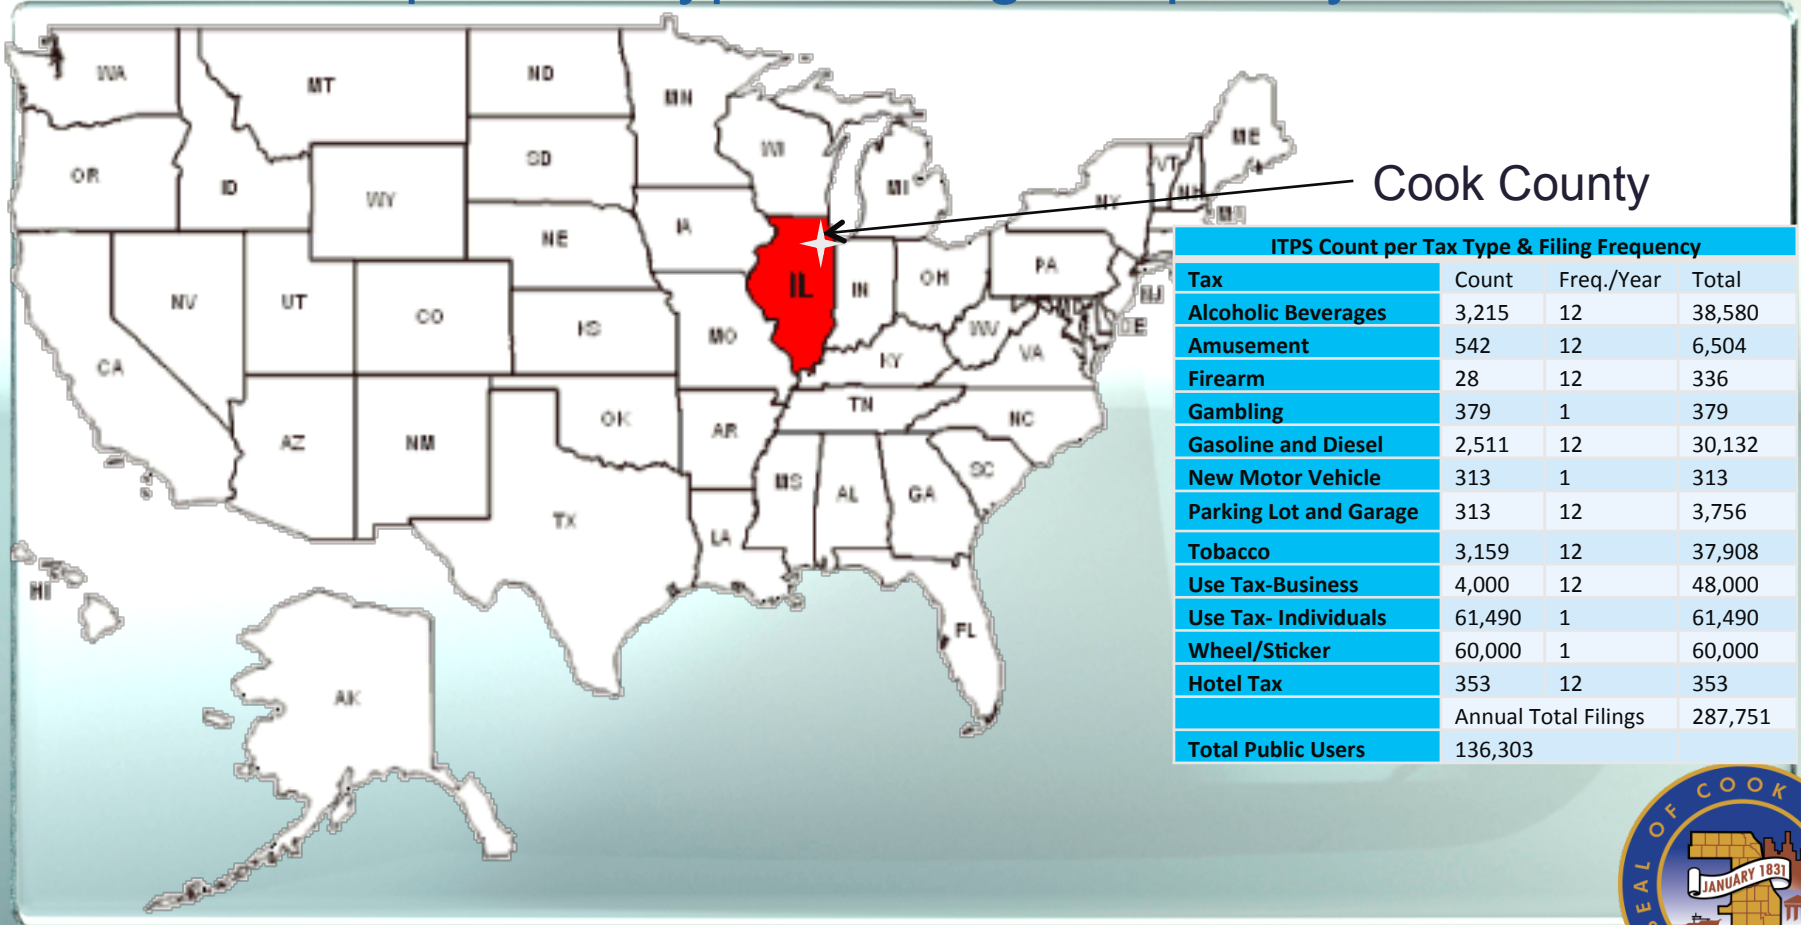 WA
MT
ND
MN
ME
OR
ID
SD
WI
MI
VT
NH
NY
MA
WY
Cook County
IA
NE
PA
NV
UT
CO
KS
MO
IL
IN
OH
NJ
DE
WV
VA
KY
CA
AZ
NM
OK
AR
TN
NC
SC
MS
AL
GA
TX
LA
FL
HI
AK
ITPS Count per Tax Type & Filing Frequency
Tax Count Freq./Year Total
Alcoholic Beverages 3,215 12 38,580
Amusement 542 12 6,504
Firearm 28 12 336
Gambling 379 1 379
Gasoline and Diesel 2,511 12 30,132
New Motor Vehicle 313 1 313
Parking Lot and Garage 313 12 3,756
Tobacco 3,159 12 37,908
Use Tax-Business 4,000 12 48,000
Use Tax- Individuals 61,490 1 61,490
Wheel/Sticker 60,000 1 60,000
Hotel Tax 353 12 353
Annual Total Filings 287,751
Total Public Users 136,303
SEAL OF COOK
JANUARY 1831